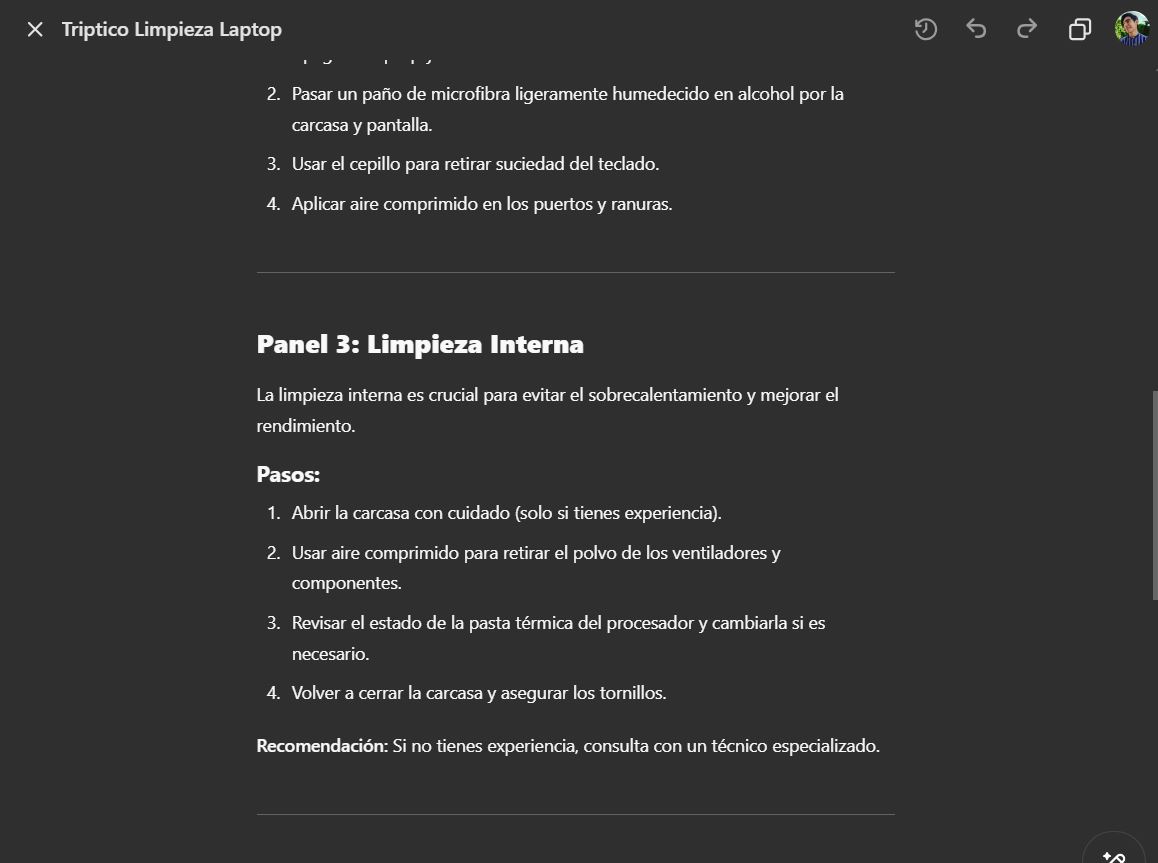 Triptico Limpieza Laptop
2. Pasar un paño de microfibra ligeramente humedecido en alcohol por la
carcasa y pantalla.
3. Usar el cepillo para retirar suciedad del teclado.
4. Aplicar aire comprimido en los puertos y ranuras.
Panel 3: Limpieza Interna
La limpieza interna es crucial para evitar el sobrecalentamiento y mejorar el
rendimiento.
Pasos:
1. Abrir la carcasa con cuidado (solo si tienes experiencia).
2. Usar aire comprimido para retirar el polvo de los ventiladores y
componentes.
3. Revisar el estado de la pasta térmica del procesador y cambiarla si es
necesario.
4. Volver a cerrar la carcasa y asegurar los tornillos.
Recomendación: Si no tienes experiencia, consulta con un técnico especializado.